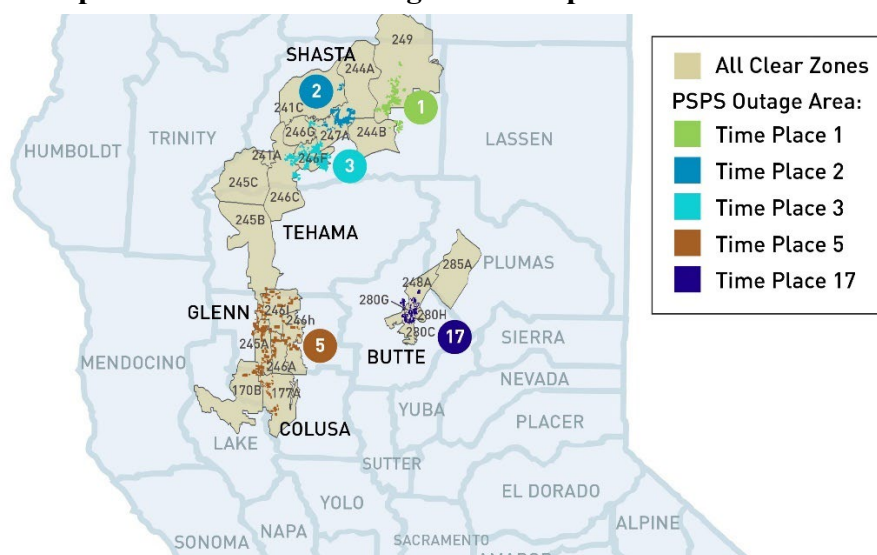 249
SHASTA
244A
2
1
241C
246G
247A
244B
241A
246F
3
245C
246C
245B
TEHAMA
HUMBOLDT
TRINITY
LASSEN
285A
248A
PLUMAS
280G
280H
280C
17
BUTTE
GLENN
246I
246h
245A
5
246A
170B
177A
COLUSA
MENDOCINO
LAKE
SIERRA
NEVADA
YUBA
PLACER
SUTTER
YOLO
EL DORADO
NAPA
SONOMA
SACRAMENTO
ALPINE
All Clear Zones
PSPS Outage Area:
Time Place 1
Time Place 2
Time Place 3
Time Place 5
Time Place 17